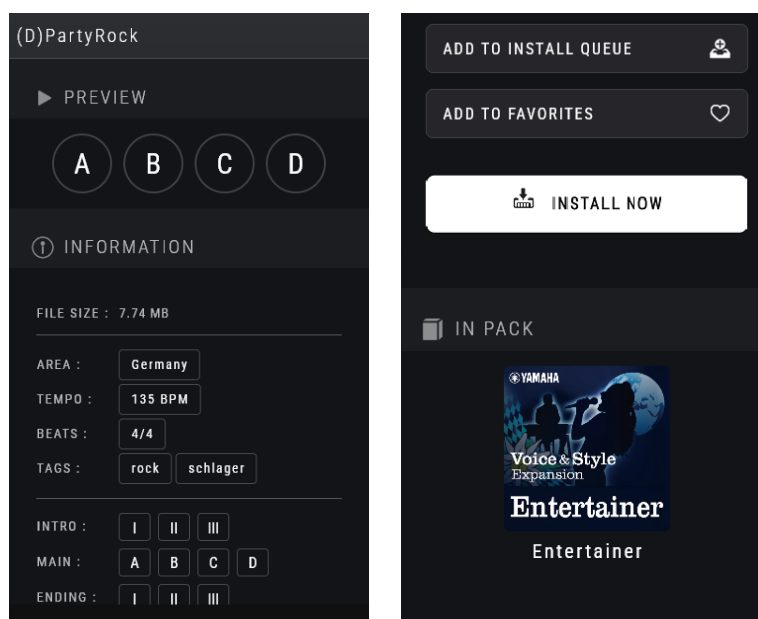 (D)PartyRock
PREVIEW
A B C D
INFORMATION
FILE SIZE : 7.74 MB
AREA : Germany
TEMPO : 135 BPM
BEATS : 4/4
TAGS : rock schlager
INTRO : I II III
MAIN : A B C D
ENDING : I II III
ADD TO INSTALL QUEUE
ADD TO FAVORITES
INSTALL NOW
IN PACK
YAMAHA
Voice & Style
Expansion
Entertainer
Entertainer